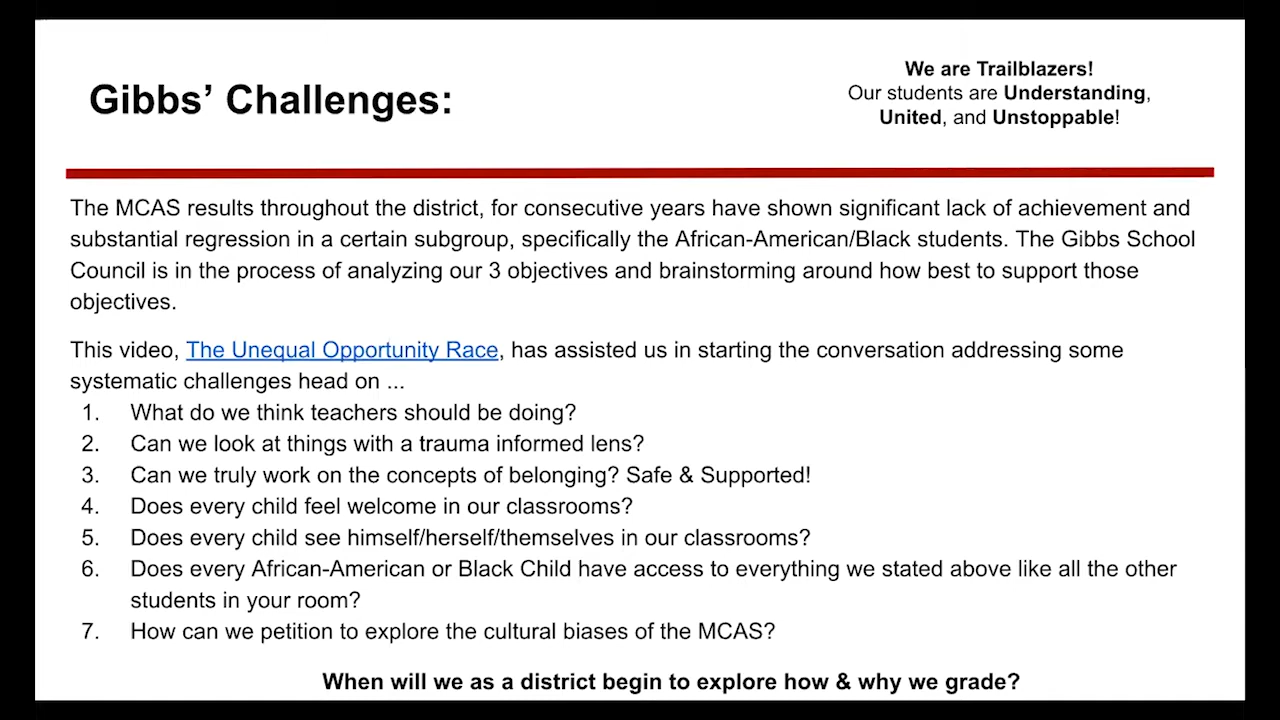 Gibbs’ Challenges:
We are Trailblazers!
Our students are Understanding,
United, and Unstoppable!
The MCAS results throughout the district, for consecutive years have shown significant lack of achievement and
substantial regression in a certain subgroup, specifically the African-American/Black students. The Gibbs School
Council is in the process of analyzing our 3 objectives and brainstorming around how best to support those
objectives.
This video, The Unequal Opportunity Race, has assisted us in starting the conversation addressing some
systematic challenges head on ...
1. What do we think teachers should be doing?
2. Can we look at things with a trauma informed lens?
3. Can we truly work on the concepts of belonging? Safe & Supported!
4. Does every child feel welcome in our classrooms?
5. Does every child see himself/herself/themselves in our classrooms?
6. Does every African-American or Black Child have access to everything we stated above like all the other
students in your room?
7. How can we petition to explore the cultural biases of the MCAS?
When will we as a district begin to explore how & why we grade?